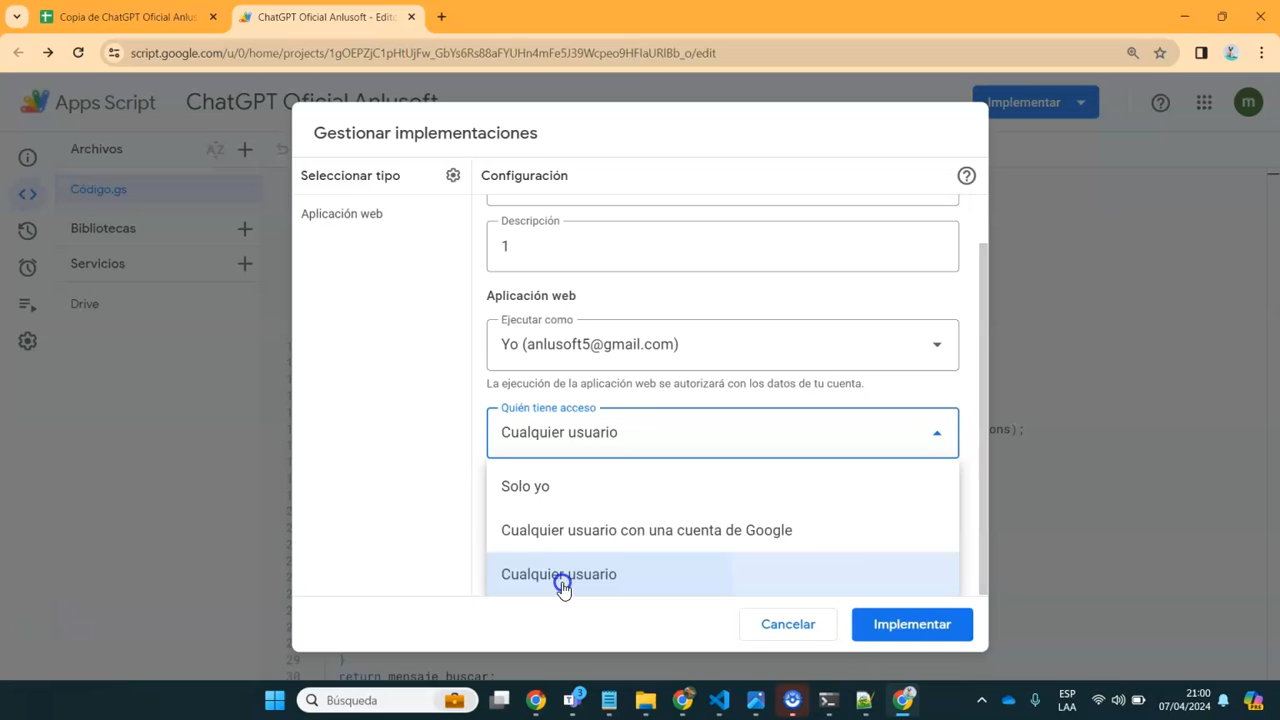 Copia de ChatGPT Oficial Anlus
ChatGPT Oficial Anlusoft - Edito
script.google.com/u/0/home/projects/1gOEPZjC1pHtUjFw_GbYs6Rs88aFYUHn4mFe5J39Wcpeo9HFIaURlBb_o/edit
Apps Script
ChatGPT Oficial Anlusoft
Implementar
m
Gestionar implementaciones
Archivos
Seleccionar tipo
Configuración
Código.gs
Aplicación web
Descripción
1
Bibliotecas
Servicios
Aplicación web
Drive
Ejecutar como
Yo (anlusoft5@gmail.com)
La ejecución de la aplicación web se autorizará con los datos de tu cuenta.
Quién tiene acceso
Cualquier usuario
ons);
Solo yo
Cualquier usuario con una cuenta de Google
Cualquier usuario
Cancelar
Implementar
29 }
30 return mensaje_buscar;
Búsqueda
ESP
LAA
21:00
07/04/2024